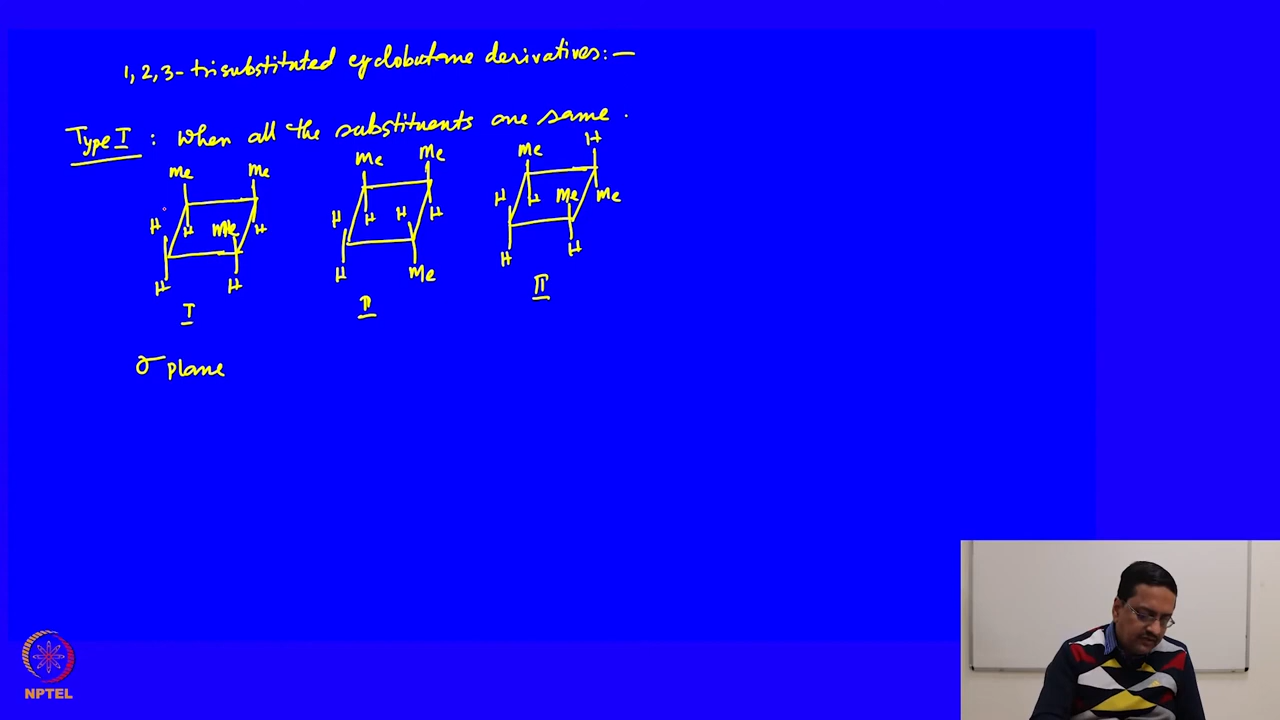 1,2,3- trisubstituted cyclobutane derivatives:—
Type I : When all the substituents are same.
Me Me
H H Me H
H H
I
Me Me
H H H H
H Me
II
Me H
H H Me Me
H H
III
σ plane
NPTEL